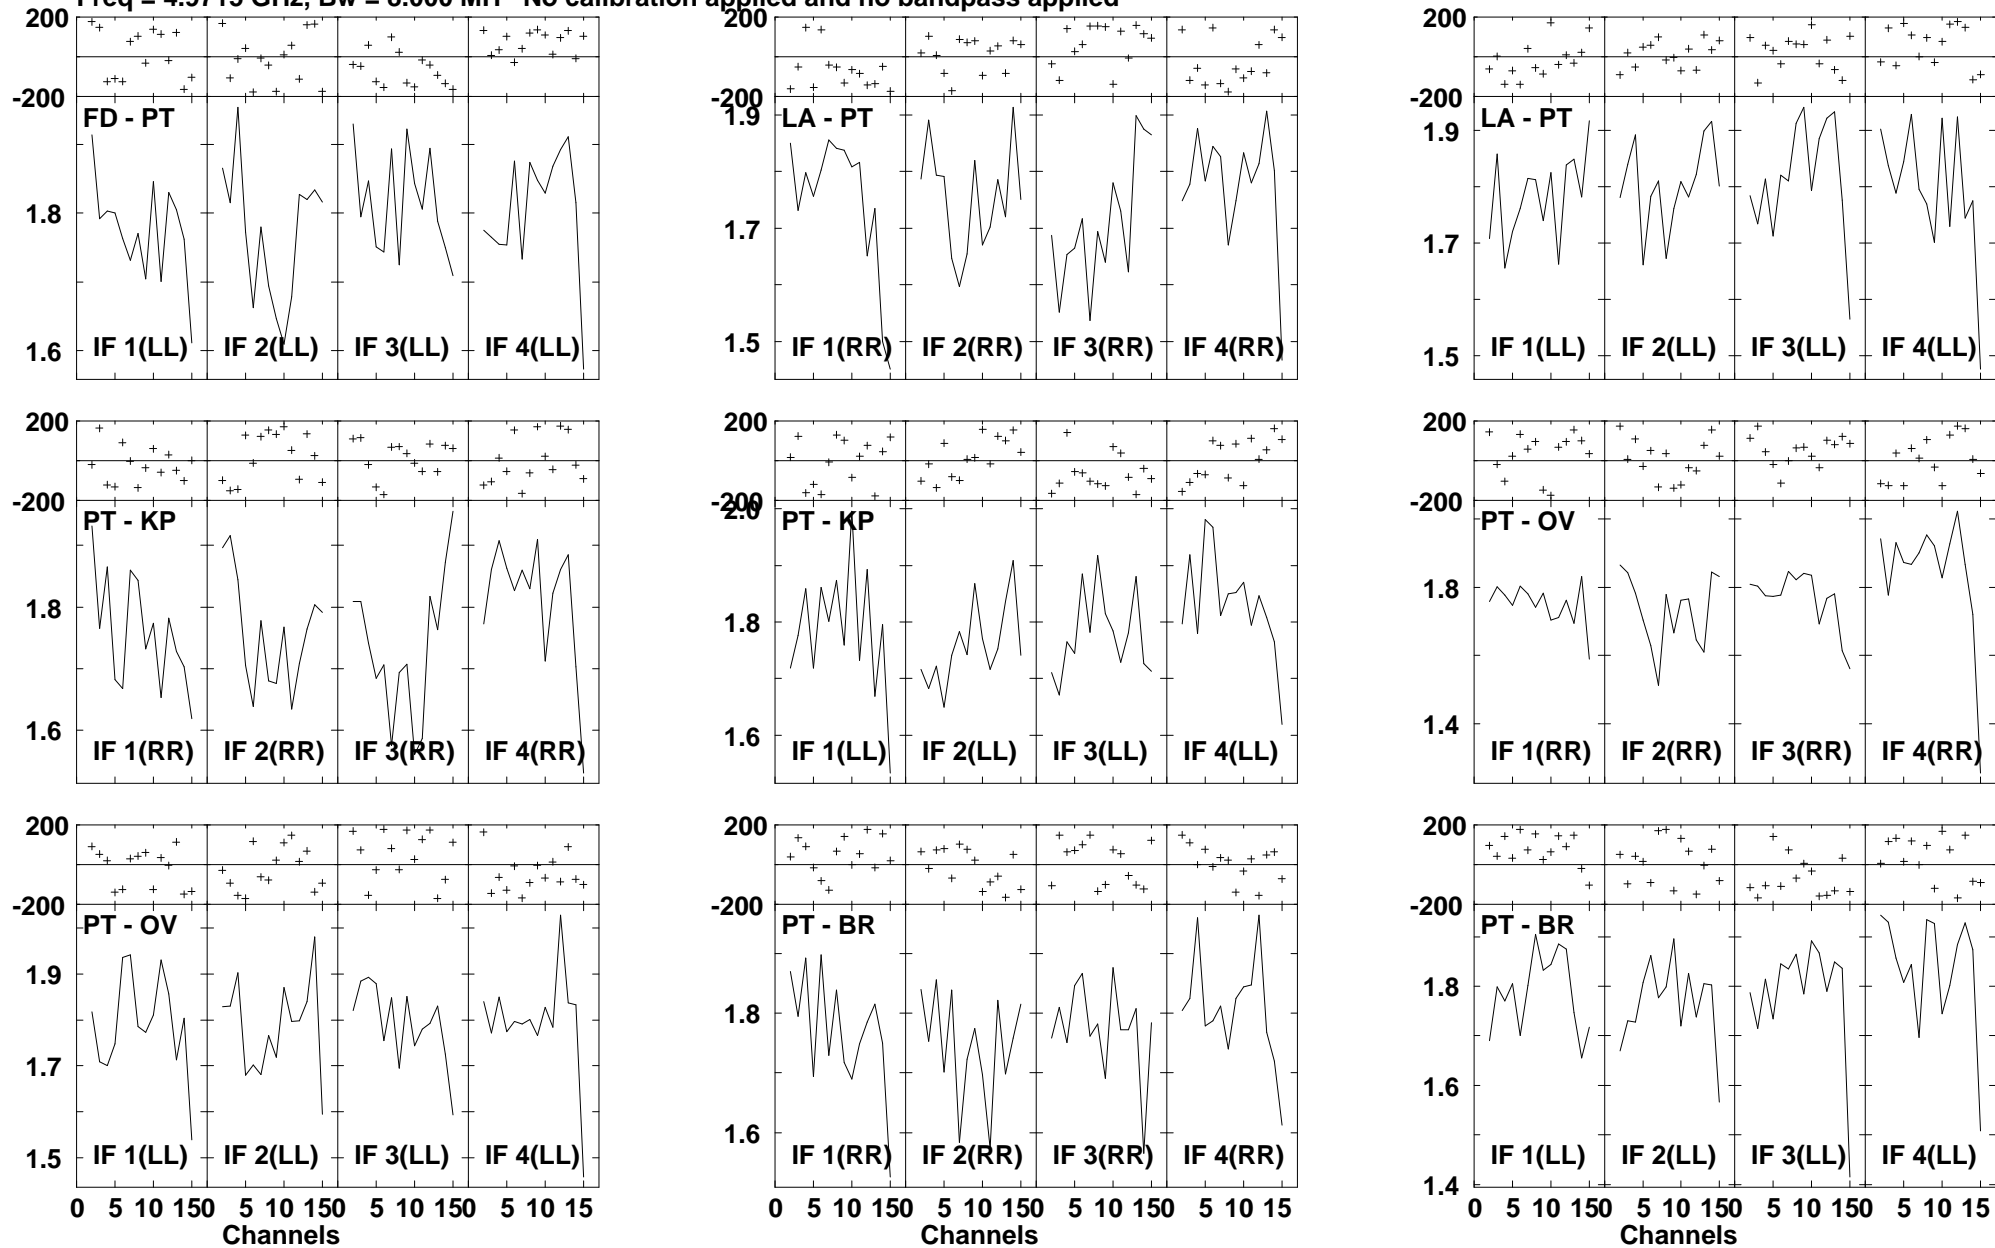 Freq = 4.9715 GHz, Bw = 8.000 MH No calibration applied and no bandpass applied
200 200 200
-200 -200 -200
FD - PT LA - PT LA - PT
1.9 1.9
1.8 1.7 1.7
1.6 1.5 1.5
IF 1(LL) IF 2(LL) IF 3(LL) IF 4(LL) IF 1(RR) IF 2(RR) IF 3(RR) IF 4(RR) IF 1(LL) IF 2(LL) IF 3(LL) IF 4(LL)
200 200 200
-200 -200 -200
2.0
PT - KP PT - KP PT - OV
1.8 1.8 1.8
1.6 1.6 1.4
IF 1(RR) IF 2(RR) IF 3(RR) IF 4(RR) IF 1(LL) IF 2(LL) IF 3(LL) IF 4(LL) IF 1(RR) IF 2(RR) IF 3(RR) IF 4(RR)
200 200 200
-200 -200 -200
PT - OV PT - BR PT - BR
1.9 1.8 1.8
1.7 1.6 1.6
1.5 1.4
IF 1(LL) IF 2(LL) IF 3(LL) IF 4(LL) IF 1(RR) IF 2(RR) IF 3(RR) IF 4(RR) IF 1(LL) IF 2(LL) IF 3(LL) IF 4(LL)
0 5 10 5 10 5 10 150 5 10 15 0 5 10 5 10 5 10 150 5 10 15 0 5 10 5 10 5 10 150 5 10 15
Channels Channels Channels